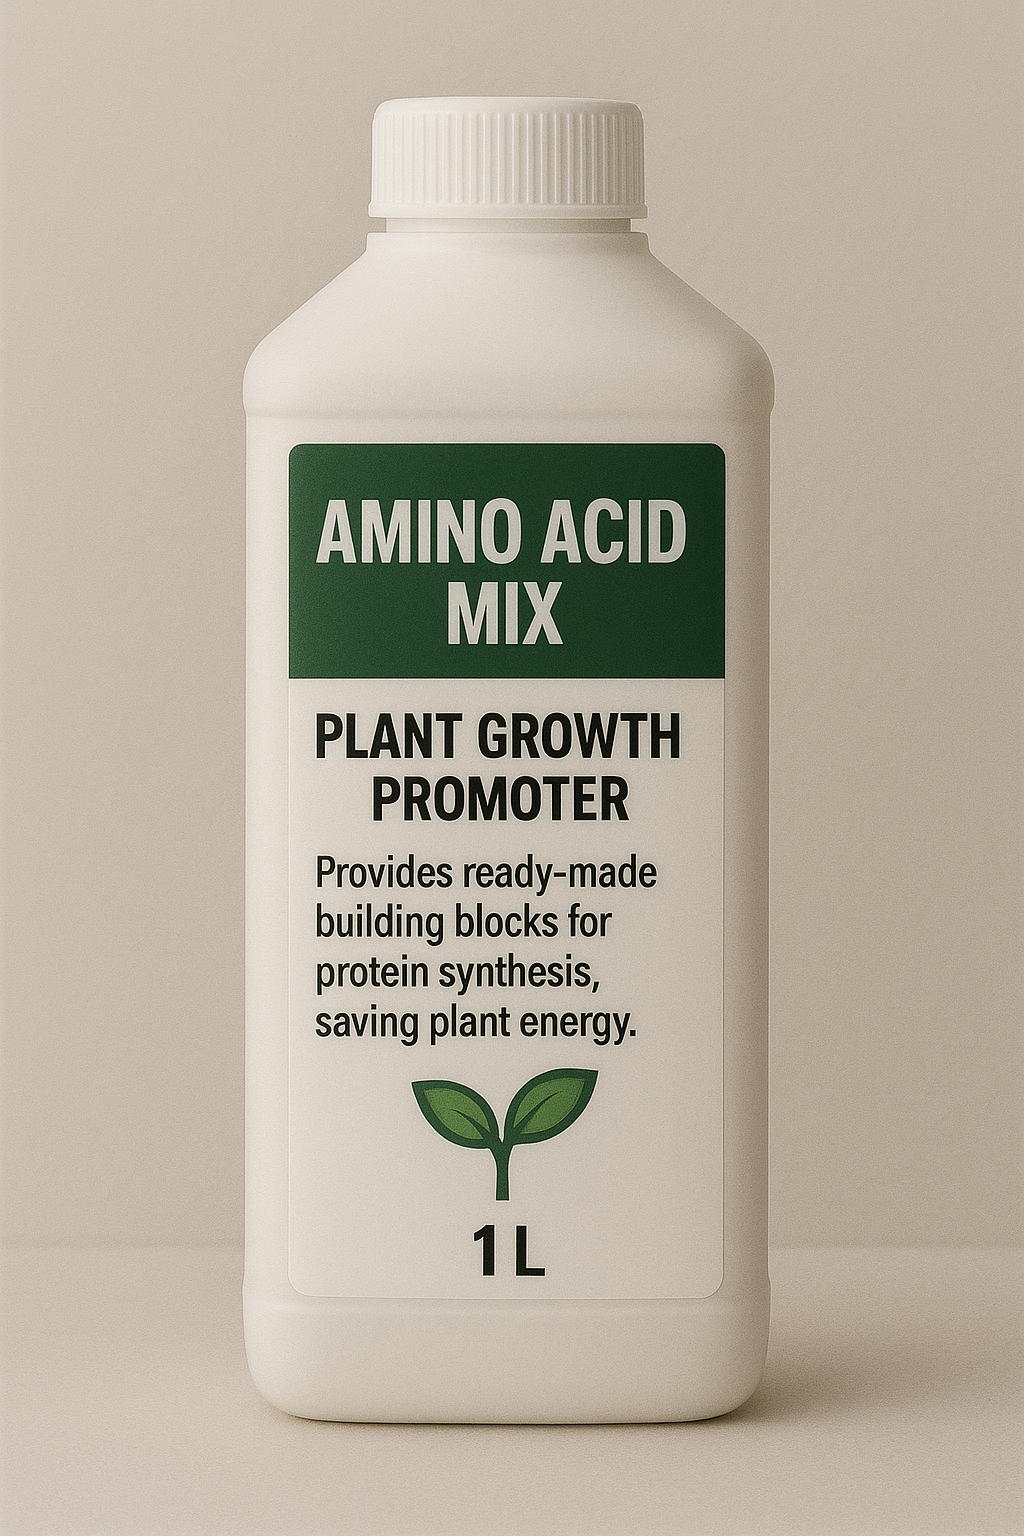 AMINO ACID
MIX
PLANT GROWTH
PROMOTER
Provides ready-made
building blocks for
protein synthesis,
saving plant energy.
1 L